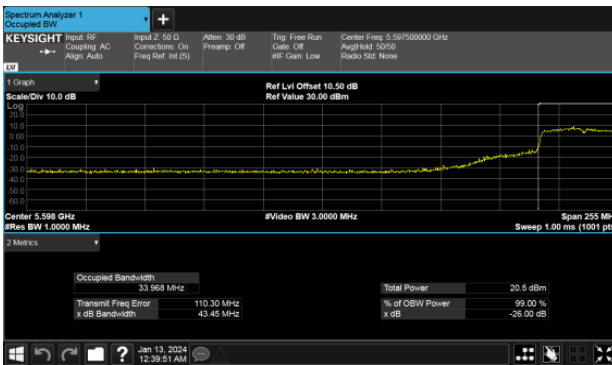 Spectrum Analyzer 1
Occupied BW
KEYSIGHT
Input: RF
Coupling: AC
Align: Auto
Input Z: 50 Ω
Corrections: On
Freq Ref: Int (S)
Atten: 30 dB
Preamp: Off
Trig: Free Run
Gate: Off
#IF Gain: Low
Center Freq: 5.597500000 GHz
Avg|Hold: 50/50
Radio Std: None
LXI
1 Graph
Scale/Div 10.0 dB
Ref Lvl Offset 10.50 dB
Ref Value 30.00 dBm
Log
20.0
10.0
0.00
-10.0
-20.0
-30.0
-40.0
-50.0
-60.0
Center 5.598 GHz
#Video BW 3.0000 MHz
Span 255 MH
#Res BW 1.0000 MHz
Sweep 1.00 ms (1001 pts
2 Metrics
Occupied Bandwidth
33.968 MHz
Total Power 20.5 dBm
Transmit Freq Error 110.30 MHz
% of OBW Power 99.00 %
x dB Bandwidth 43.45 MHz
x dB -26.00 dB
?
Jan 13, 2024
12:39:51 AM